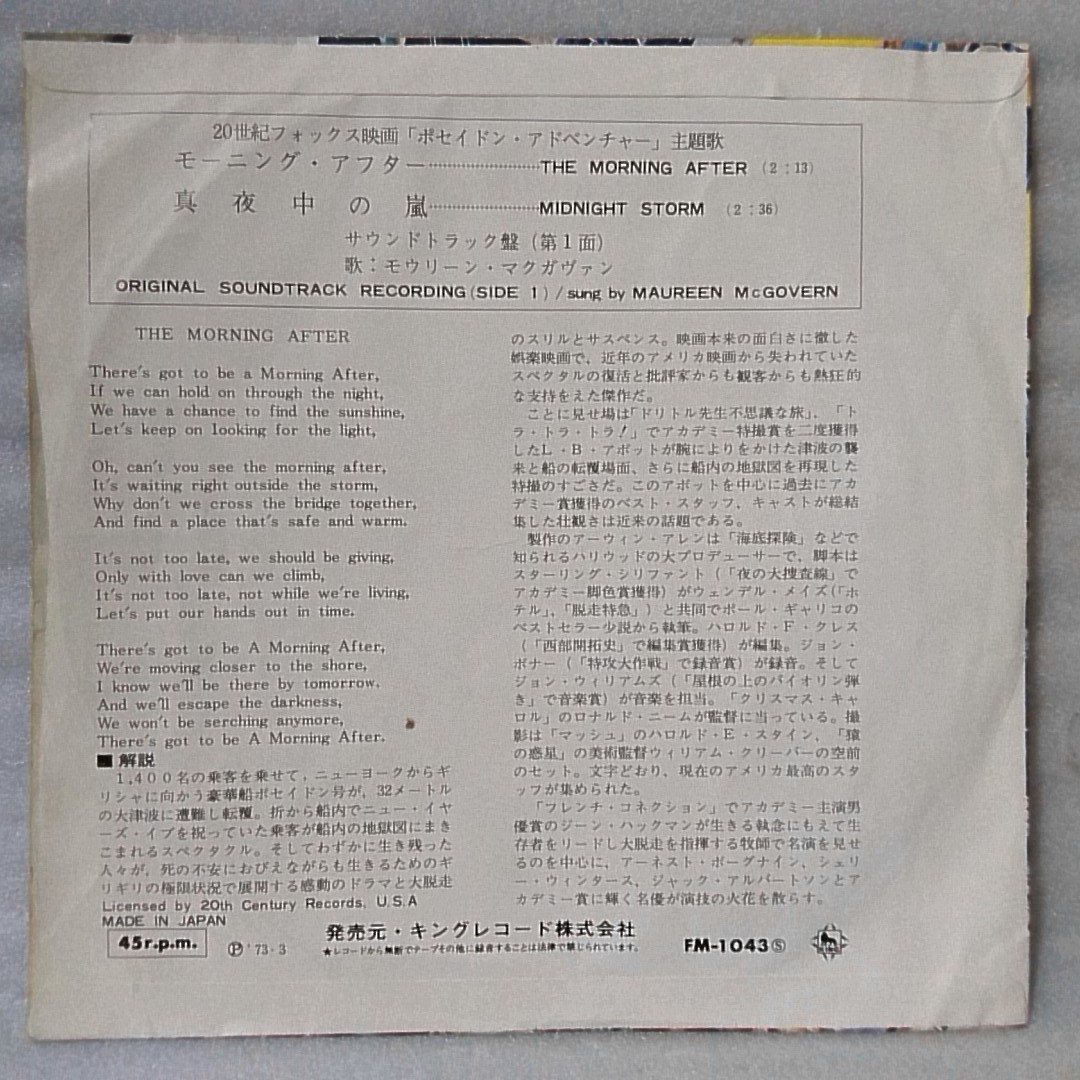 20世紀フォックス映画「ポセイドン・アドベンチャー」主題歌
モーニング・アフター……………………THE MORNING AFTER (2:13)
真夜中の嵐……………………MIDNIGHT STORM (2:36)
サウンドトラック盤(第1面)
歌:モウリーン・マクガヴァン
ORIGINAL SOUNDTRACK RECORDING(SIDE 1)/sung by MAUREEN McGOVERN
THE MORNING AFTER
There's got to be a Morning After,
If we can hold on through the night,
We have a chance to find the sunshine,
Let's keep on looking for the light,
Oh, can't you see the morning after,
It's waiting right outside the storm,
Why don't we cross the bridge together,
And find a place that's safe and warm.
It's not too late, we should be giving,
Only with love can we climb,
It's not too late, not while we're living,
Let's put our hands out in time.
There's got to be A Morning After,
We're moving closer to the shore,
I know we'll be there by tomorrow.
And we'll escape the darkness,
We won't be serching anymore,
There's got to be A Morning After.
■解説
1,400名の乗客を乗せて,ニューヨークからギ
リシャに向かう豪華船ポセイドン号が,32メートル
の大津波に遭難し転覆。折から船内でニュー・イヤ
ーズ・イブを祝っていた乗客が船内の地獄図にまき
こまれるスペクタクル。そしてわずかに生き残った
人々が,死の不安におびえながらも生きるためのギ
リギリの極限状況で展開する感動のドラマと大脱走
のスリルとサスペンス。映画本来の面白さに徹した
娯楽映画で,近年のアメリカ映画から失われていた
スペクタルの復活と批評家からも観客からも熱狂的
な支持をえた傑作だ。
ことに見せ場は「ドリトル先生不思議な旅」,「ト
ラ・トラ・トラ!」でアカデミー特撮賞を二度獲得
したL・B・アボットが腕によりをかけた津波の襲
来と船の転覆場面、さらに船内の地獄図を再現した
特撮のすごさだ。このアボットを中心に過去にアカ
デミー賞獲得のベスト・スタッフ、キャストが総結
集した壮観さは近来の話題である。
製作のアーウィン・アレンは「海底探険」などで
知られるハリウッドの大プロデューサーで,脚本は
スターリング・シリファント(「夜の大捜査線」で
アカデミー脚色賞獲得)がウェンデル・メイズ(「ホ
テル」,「脱走特急」)と共同でポール・ギャリコの
ベストセラー少説から執筆。ハロルド・F・クレス
(「西部開拓史」で編集賞獲得)が編集。ジョン・
ボナー(「特攻大作戦」で録音賞)が録音。そして
ジョン・ウィリアムズ(「屋根の上のバイオリン弾
き」で音楽賞)が音楽を担当。「クリスマス・キャ
ロル」のロナルド・ニームが監督に当っている。撮
影は「マッシュ」のハロルド・E・スタイン,「猿
の惑星」の美術監督ウィリアム・クリーバーの空前
のセット。文字どおり,現在のアメリカ最高のスタ
ッフが集められた。
「フレンチ・コネクション」でアカデミー主演男
優賞のジーン・ハックマンが生きる執念にもえて生
存者をリードし大脱走を指揮する牧師で名演を見せ
るのを中心に,アーネスト・ボーグナイン,シェリ
ー・ウィンタース,ジャック・アルバートソンとア
カデミー賞に輝く名優が演技の火花を散らす。
Licensed by 20th Century Records, U.S.A
MADE IN JAPAN
45r.p.m.
Ⓟ'73・3
発売元・キングレコード株式会社
★レコードから無断でテープその他に録音することは法律で禁じられています。
FM-1043Ⓢ